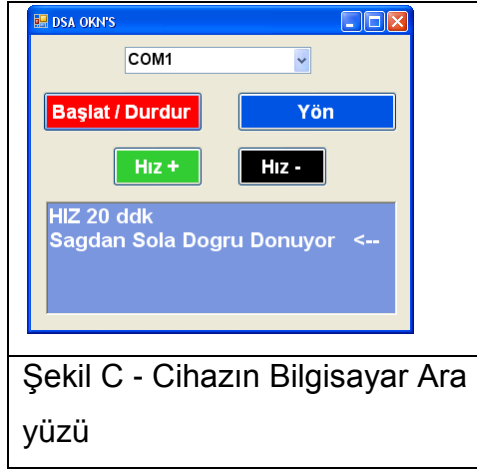 DSA OKN'S
COM1
Başlat / Durdur
Yön
Hız +
Hız -
HIZ 20 ddk
Sagdan Sola Dogru Donuyor <--
Şekil C - Cihazın Bilgisayar Ara
yüzü